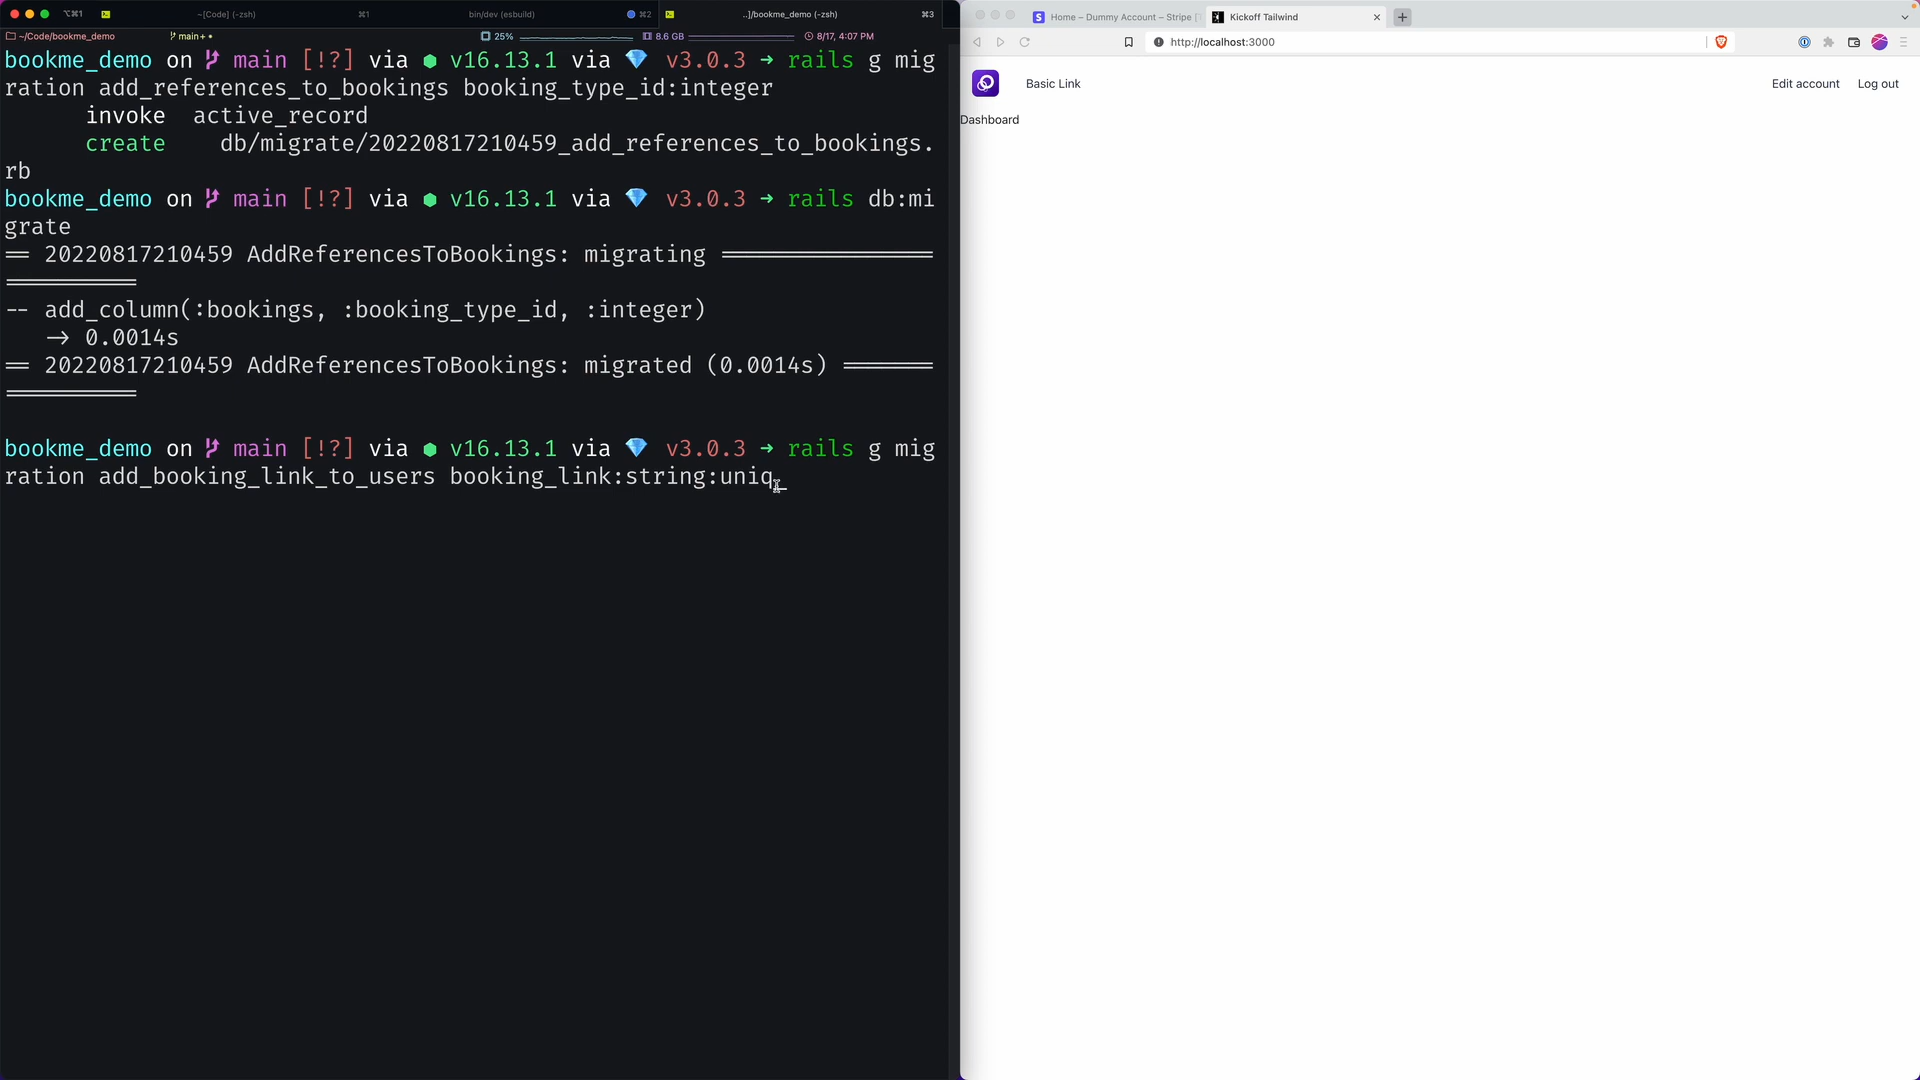 ⌥⌘1 ~[Code] (-zsh) ⌘1 bin/dev (esbuild) ⌘2 ..]/bookme_demo (-zsh) ⌘3
~/Code/bookme_demo main+ • 25% 8.6 GB 8/17, 4:07 PM
bookme_demo on main [!?] via ⬢ v16.13.1 via 💎 v3.0.3 ➜ rails g mig
ration add_references_to_bookings booking_type_id:integer
invoke active_record
create db/migrate/20220817210459_add_references_to_bookings.
rb
bookme_demo on main [!?] via ⬢ v16.13.1 via 💎 v3.0.3 ➜ rails db:mi
grate
== 20220817210459 AddReferencesToBookings: migrating ================
==========
-- add_column(:bookings, :booking_type_id, :integer)
-> 0.0014s
== 20220817210459 AddReferencesToBookings: migrated (0.0014s) =======
==========
bookme_demo on main [!?] via ⬢ v16.13.1 via 💎 v3.0.3 ➜ rails g mig
ration add_booking_link_to_users booking_link:string:uniq_
Home – Dummy Account – Stripe [
Kickoff Tailwind
http://localhost:3000
Basic Link
Edit account Log out
Dashboard